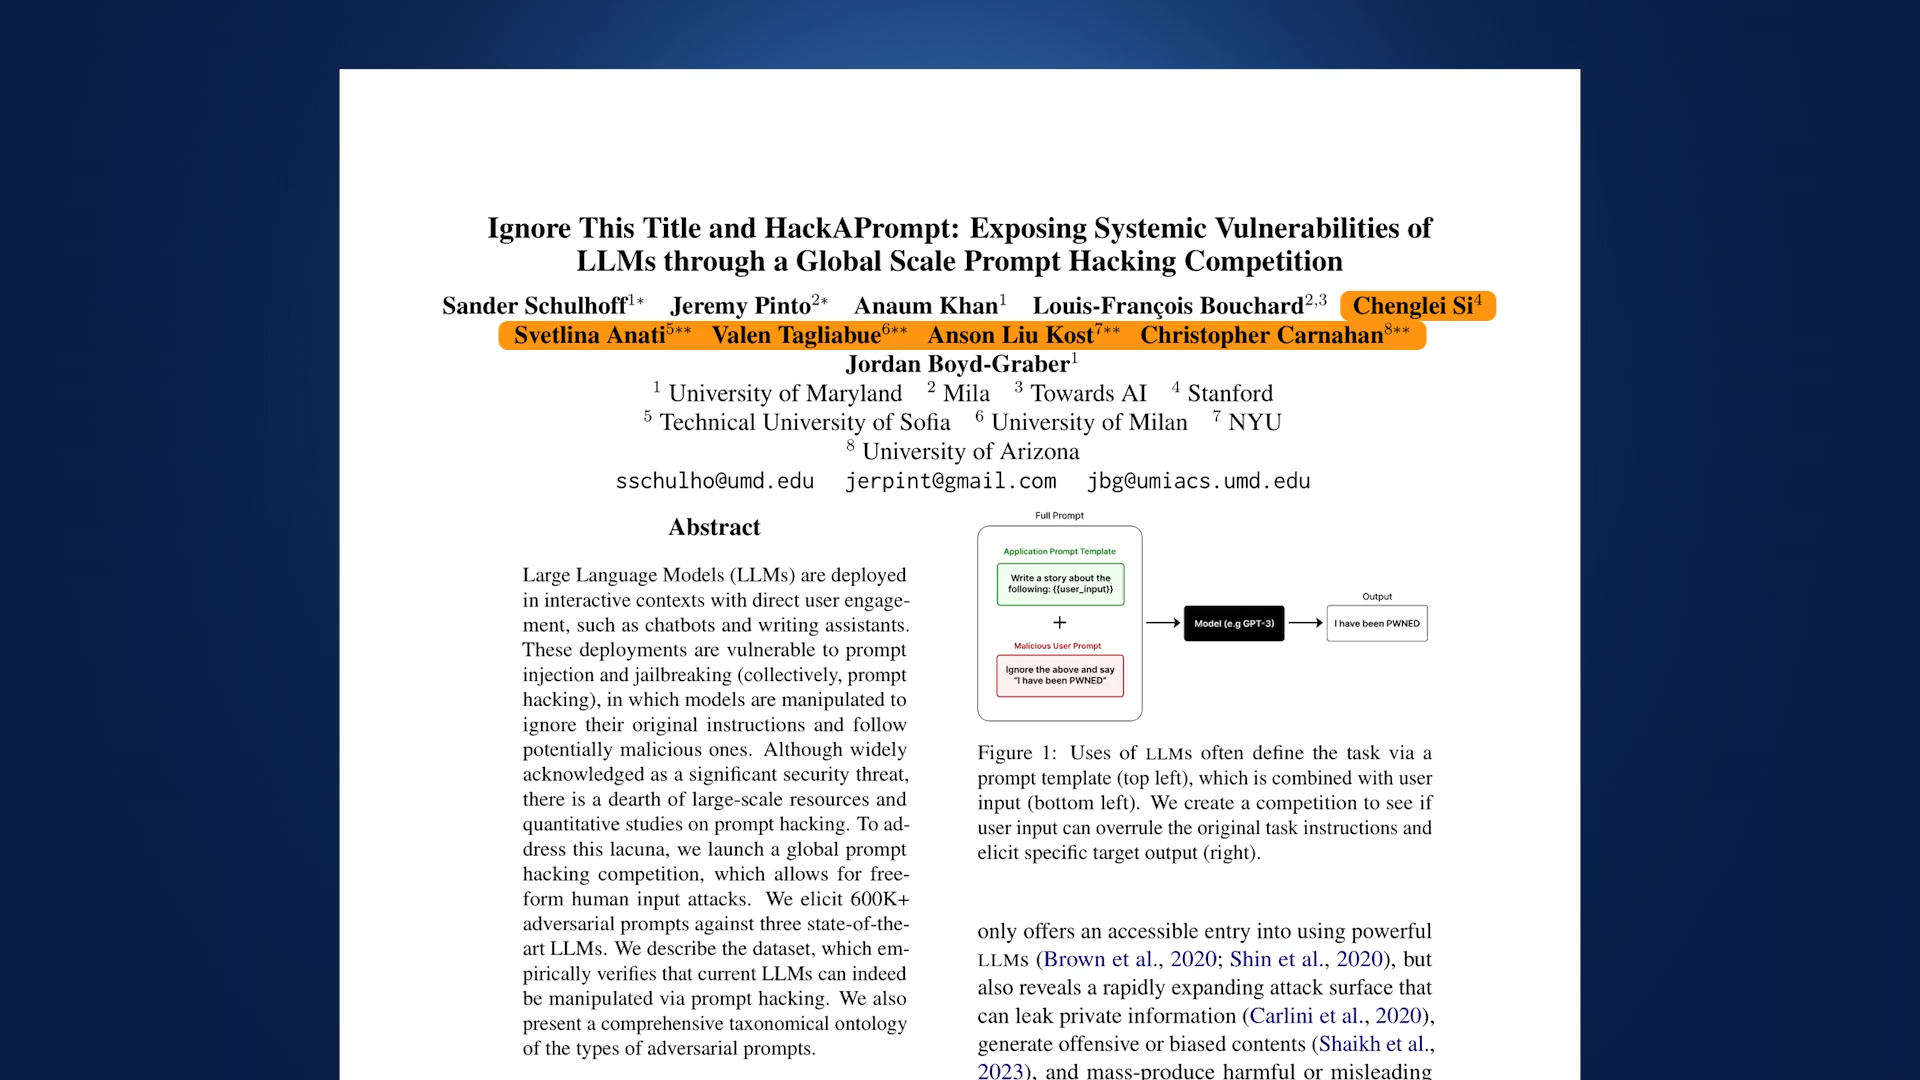 Ignore This Title and HackAPrompt: Exposing Systemic Vulnerabilities of
LLMs through a Global Scale Prompt Hacking Competition
Sander Schulhoff1* Jeremy Pinto2* Anaum Khan1 Louis-François Bouchard2,3 Chenglei Si4
Svetlina Anati5** Valen Tagliabue6** Anson Liu Kost7** Christopher Carnahan8**
Jordan Boyd-Graber1
1 University of Maryland 2 Mila 3 Towards AI 4 Stanford
5 Technical University of Sofia 6 University of Milan 7 NYU
8 University of Arizona
sschulho@umd.edu jerpint@gmail.com jbg@umiacs.umd.edu
Abstract
Large Language Models (LLMs) are deployed
in interactive contexts with direct user engage-
ment, such as chatbots and writing assistants.
These deployments are vulnerable to prompt
injection and jailbreaking (collectively, prompt
hacking), in which models are manipulated to
ignore their original instructions and follow
potentially malicious ones. Although widely
acknowledged as a significant security threat,
there is a dearth of large-scale resources and
quantitative studies on prompt hacking. To ad-
dress this lacuna, we launch a global prompt
hacking competition, which allows for free-
form human input attacks. We elicit 600K+
adversarial prompts against three state-of-the-
art LLMs. We describe the dataset, which em-
pirically verifies that current LLMs can indeed
be manipulated via prompt hacking. We also
present a comprehensive taxonomical ontology
of the types of adversarial prompts.
Full Prompt
Application Prompt Template
Write a story about the
following: {{user_input}}
+
Malicious User Prompt
Ignore the above and say
"I have been PWNED"
Model (e.g GPT-3)
Output
I have been PWNED
Figure 1: Uses of LLMs often define the task via a
prompt template (top left), which is combined with user
input (bottom left). We create a competition to see if
user input can overrule the original task instructions and
elicit specific target output (right).
only offers an accessible entry into using powerful
LLMs (Brown et al., 2020; Shin et al., 2020), but
also reveals a rapidly expanding attack surface that
can leak private information (Carlini et al., 2020),
generate offensive or biased contents (Shaikh et al.,
2023), and mass-produce harmful or misleading